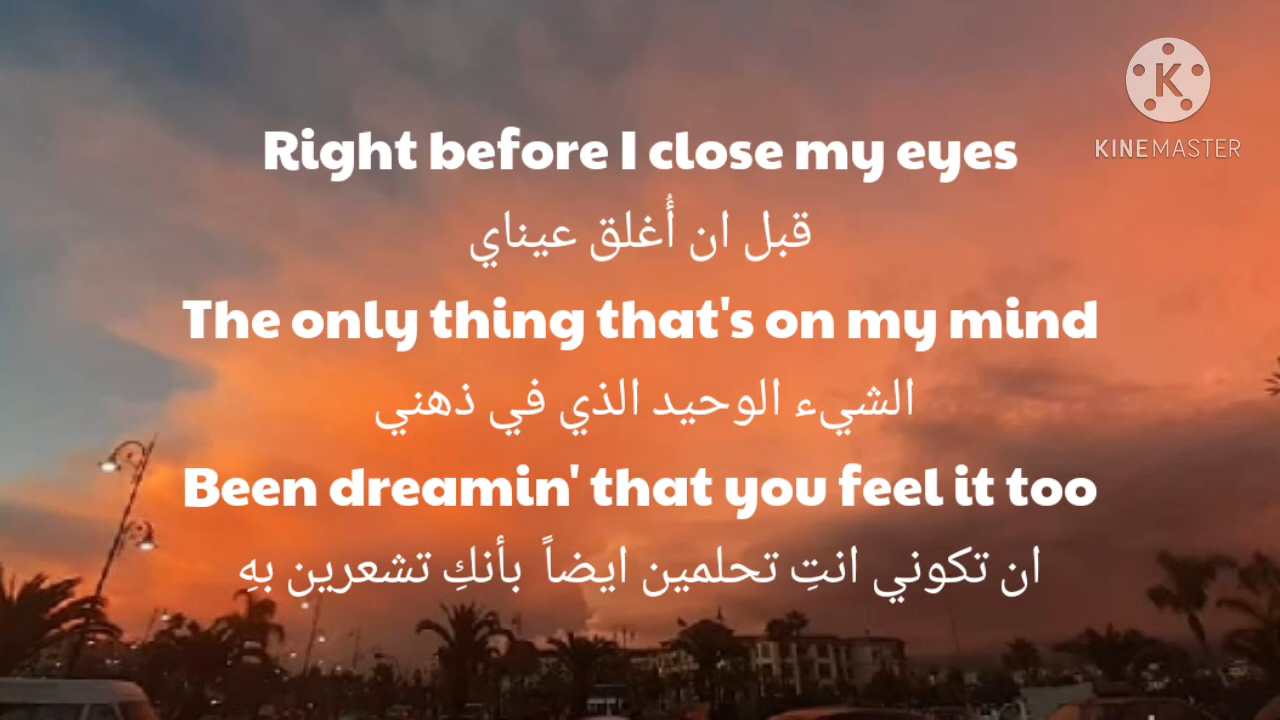 K
KINEMASTER
Right before I close my eyes
قبل ان أُغلق عيناي
The only thing that's on my mind
الشيء الوحيد الذي في ذهني
Been dreamin' that you feel it too
ان تكوني انتِ تحلمين ايضاً بأنكِ تشعرين بهِ